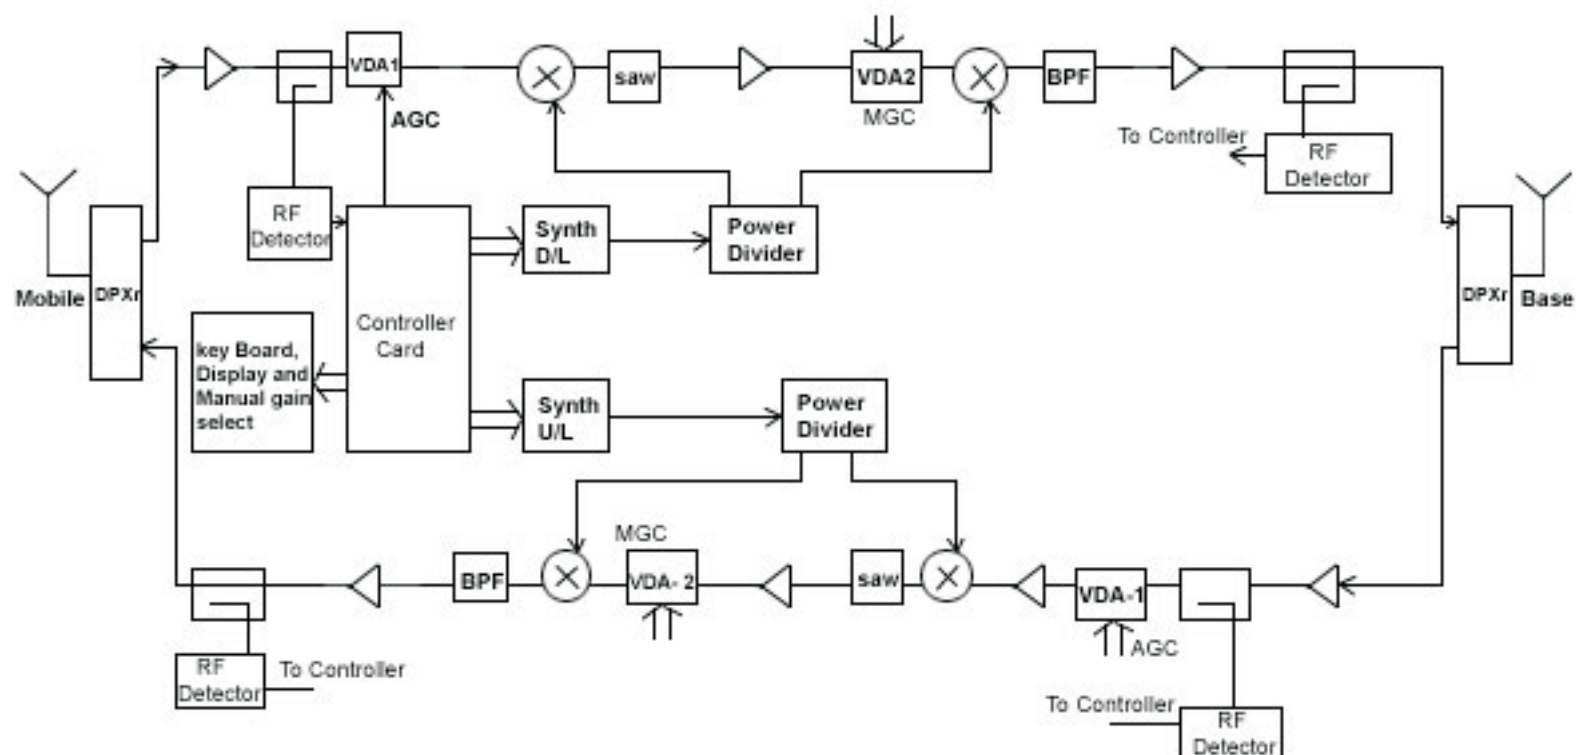 VDA1
saw
VDA2
BPF
MGC
AGC
To Controller
RF
Detector
RF
Detector
Synth
D/L
Power
Divider
Mobile
DPXr
DPXr
Base
Controller
Card
key Board,
Display and
Manual gain
select
Synth
U/L
Power
Divider
MGC
BPF
VDA- 2
saw
VDA-1
AGC
RF
Detector
To Controller
To Controller
RF
Detector